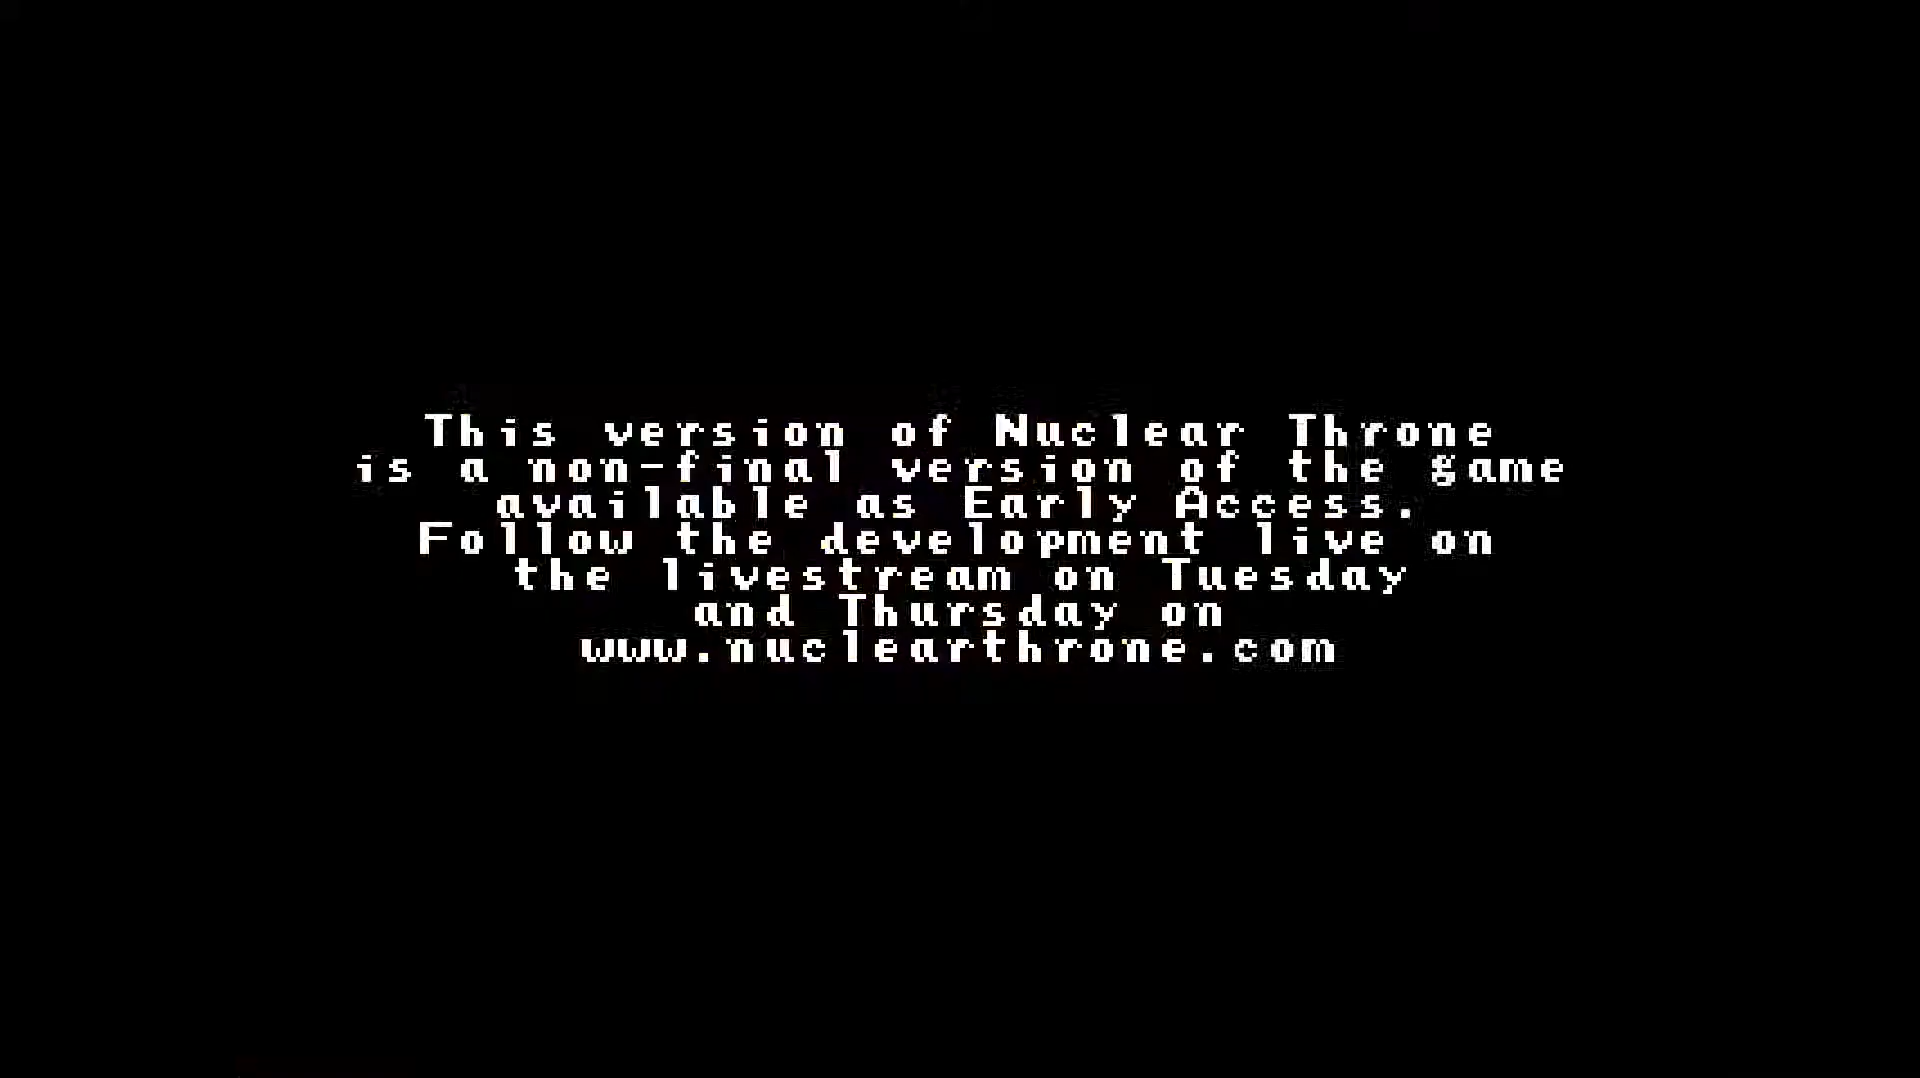 This version of Nuclear Throne
is a non-final version of the game
available as Early Access.
Follow the development live on
the livestream on Tuesday
and Thursday on
www.nuclearthrone.com